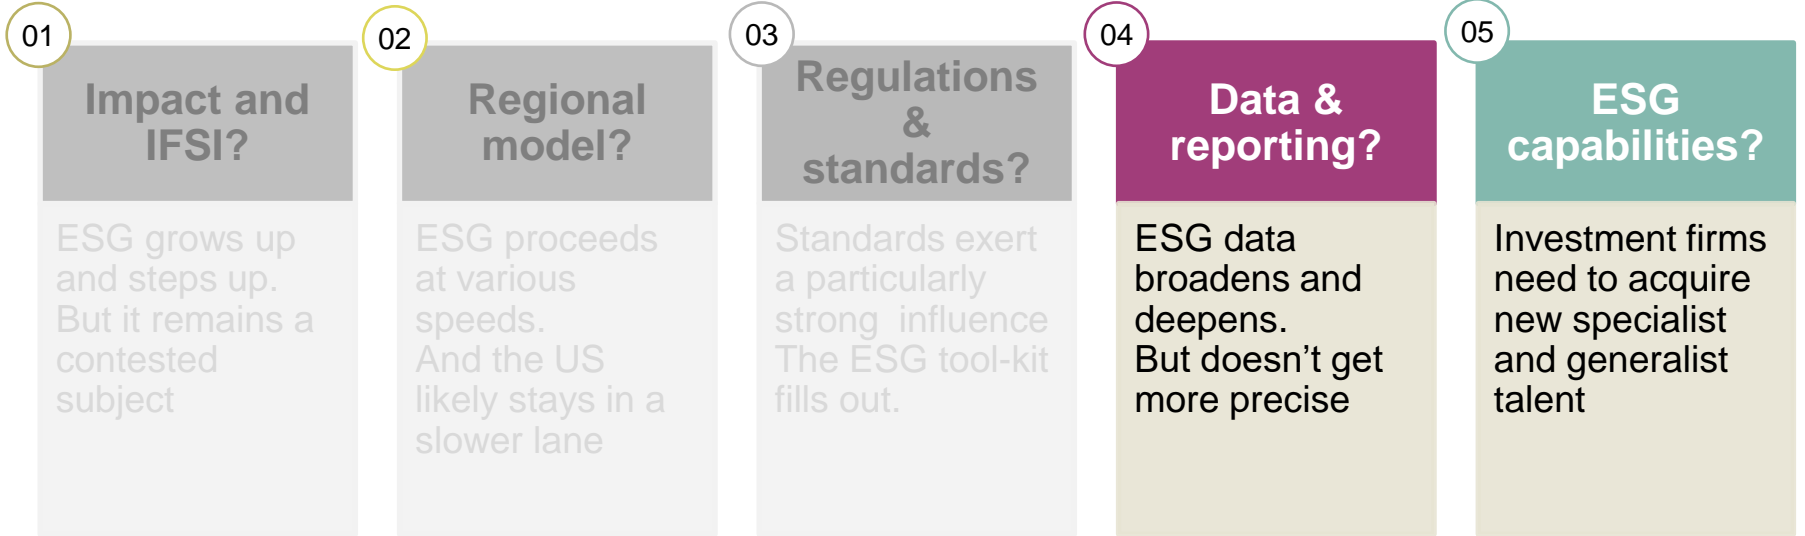 01
Impact and
IFSI?
ESG grows up
and steps up.
But it remains a
contested
subject
02
Regional
model?
ESG proceeds
at various
speeds.
And the US
likely stays in a
slower lane
03
Regulations
&
standards?
Standards exert
a particularly
strong influence
The ESG tool-kit
fills out.
04
Data &
reporting?
ESG data
broadens and
deepens.
But doesn’t get
more precise
05
ESG
capabilities?
Investment firms
need to acquire
new specialist
and generalist
talent